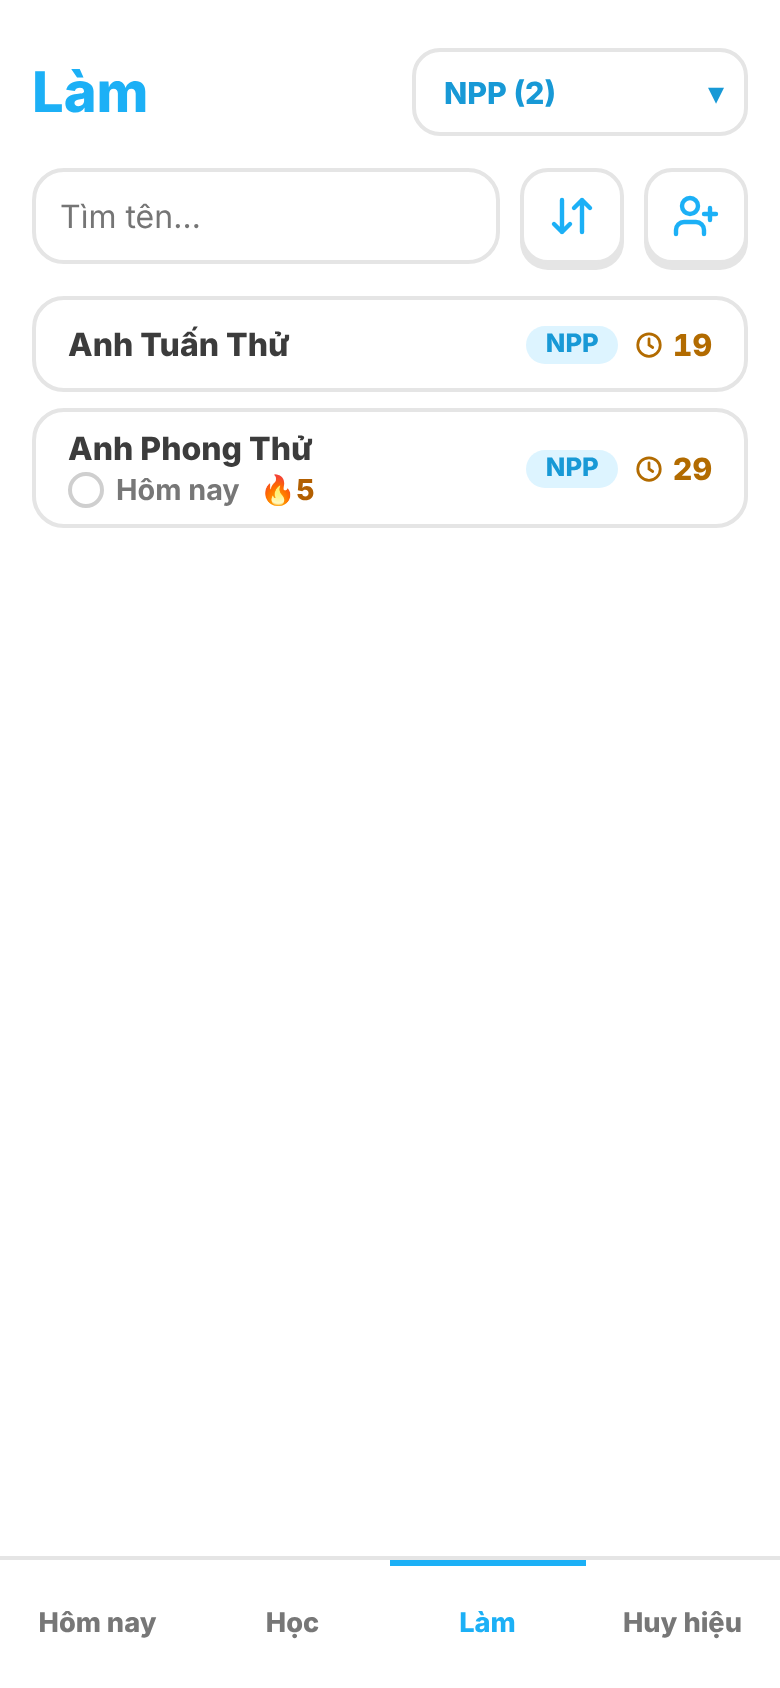 Làm
NPP (2) ▼
Tìm tên...
Anh Tuấn Thử NPP 19
Anh Phong Thử NPP 29
Hôm nay 🔥5
Hôm nay Học Làm Huy hiệu